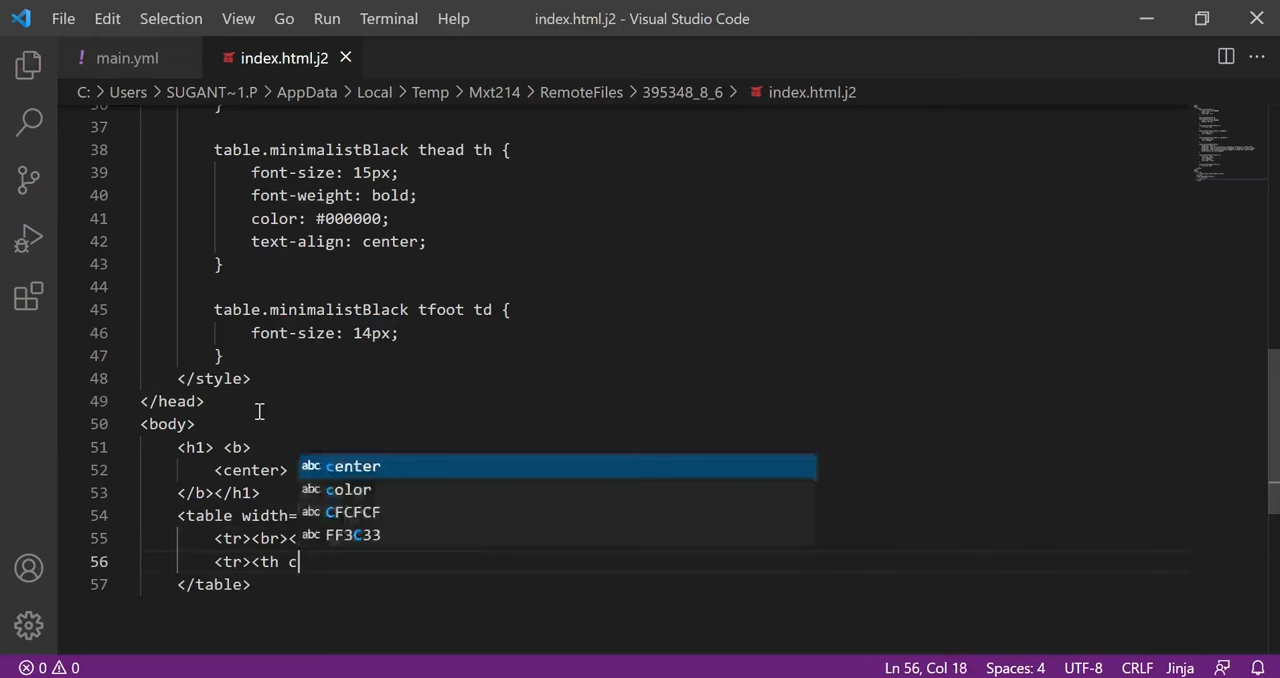 File Edit Selection View Go Run Terminal Help index.html.j2 - Visual Studio Code
! main.yml index.html.j2
C: > Users > SUGANT~1.P > AppData > Local > Temp > Mxt214 > RemoteFiles > 395348_8_6 > index.html.j2
36 }
37
38 table.minimalistBlack thead th {
39 font-size: 15px;
40 font-weight: bold;
41 color: #000000;
42 text-align: center;
43 }
44
45 table.minimalistBlack tfoot td {
46 font-size: 14px;
47 }
48 </style>
49 </head>
50 <body>
51 <h1> <b>
52 <center>
53 </b></h1>
54 <table width=
55 <tr><br><
56 <tr><th c
57 </table>
abc center
abc color
abc CFCFCF
abc FF3C33
0 0 Ln 56, Col 18 Spaces: 4 UTF-8 CRLF Jinja